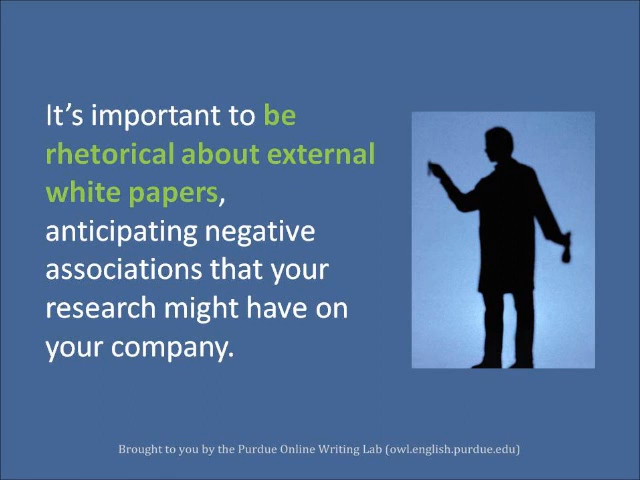 It’s important to be
rhetorical about external
white papers,
anticipating negative
associations that your
research might have on
your company.
Brought to you by the Purdue Online Writing Lab (owl.english.purdue.edu)